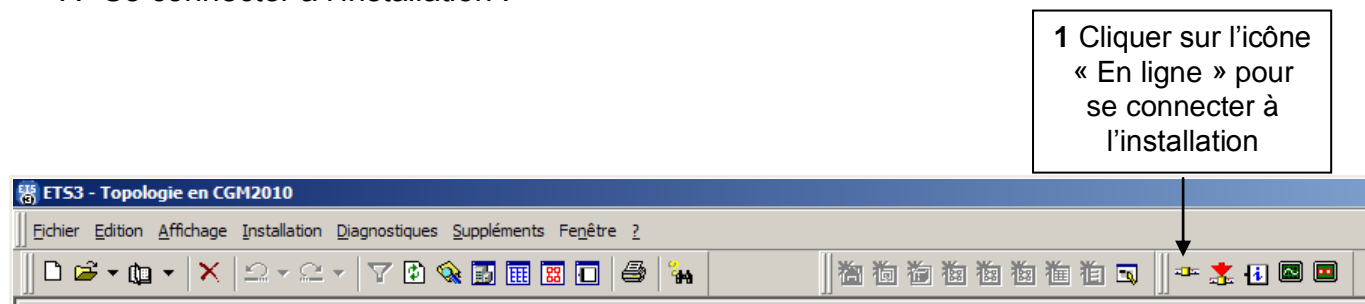 1 Cliquer sur l'icône
« En ligne » pour
se connecter à
l'installation
ETS3 - Topologie en CGM2010
Fichier Edition Affichage Installation Diagnostiques Suppléments Fenêtre ?